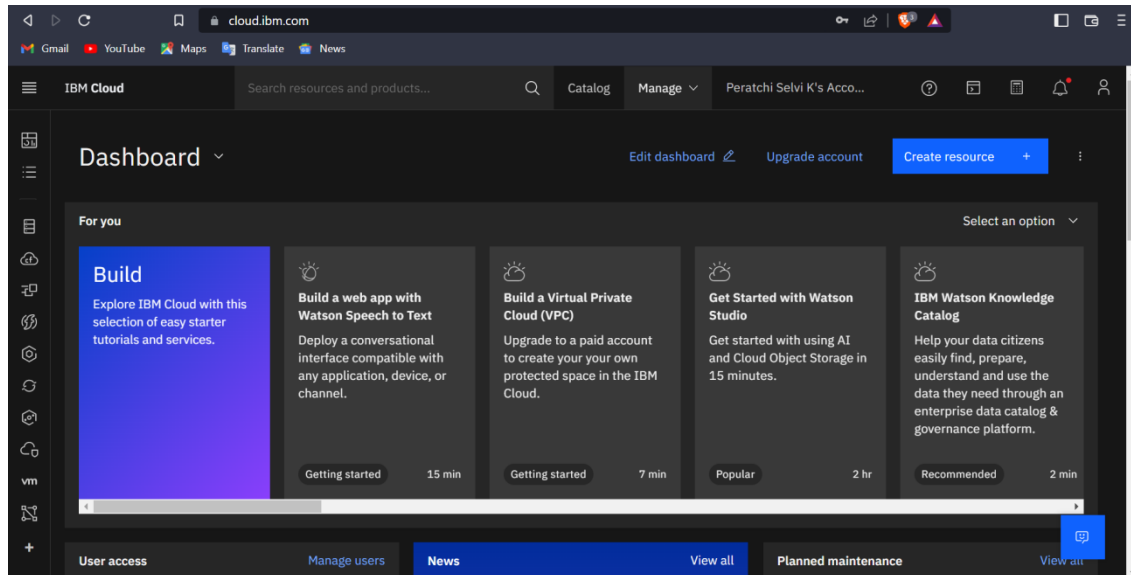 cloud.ibm.com
Gmail YouTube Maps Translate News
IBM Cloud Search resources and products... Catalog Manage Peratchi Selvi K's Acco...
Dashboard Edit dashboard Upgrade account Create resource +
For you Select an option
Build
Explore IBM Cloud with this
selection of easy starter
tutorials and services.
Build a web app with
Watson Speech to Text
Deploy a conversational
interface compatible with
any application, device, or
channel.
Getting started 15 min
Build a Virtual Private
Cloud (VPC)
Upgrade to a paid account
to create your your own
protected space in the IBM
Cloud.
Getting started 7 min
Get Started with Watson
Studio
Get started with using AI
and Cloud Object Storage in
15 minutes.
Popular 2 hr
IBM Watson Knowledge
Catalog
Help your data citizens
easily find, prepare,
understand and use the
data they need through an
enterprise data catalog &
governance platform.
Recommended 2 min
vm
User access Manage users News View all Planned maintenance View all